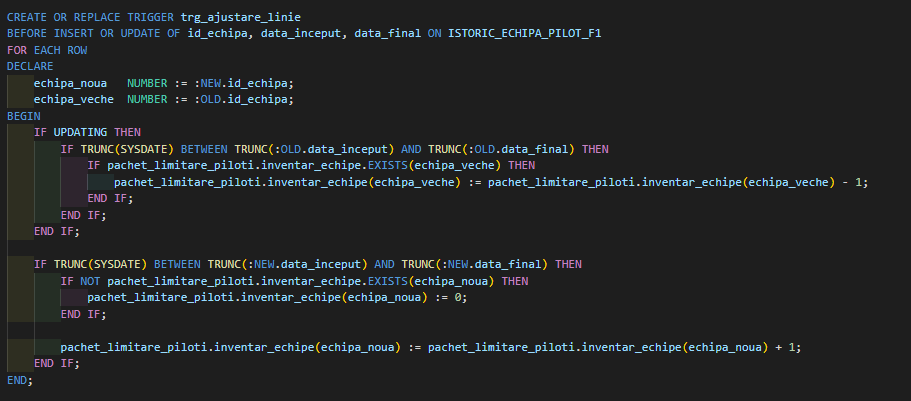 CREATE OR REPLACE TRIGGER trg_ajustare_linie
BEFORE INSERT OR UPDATE OF id_echipa, data_inceput, data_final ON ISTORIC_ECHIPA_PILOT_F1
FOR EACH ROW
DECLARE
    echipa_noua   NUMBER := :NEW.id_echipa;
    echipa_veche  NUMBER := :OLD.id_echipa;
BEGIN
    IF UPDATING THEN
        IF TRUNC(SYSDATE) BETWEEN TRUNC(:OLD.data_inceput) AND TRUNC(:OLD.data_final) THEN
            IF pachet_limitare_piloti.inventar_echipe.EXISTS(echipa_veche) THEN
                pachet_limitare_piloti.inventar_echipe(echipa_veche) := pachet_limitare_piloti.inventar_echipe(echipa_veche) - 1;
            END IF;
        END IF;
    END IF;

    IF TRUNC(SYSDATE) BETWEEN TRUNC(:NEW.data_inceput) AND TRUNC(:NEW.data_final) THEN
        IF NOT pachet_limitare_piloti.inventar_echipe.EXISTS(echipa_noua) THEN
            pachet_limitare_piloti.inventar_echipe(echipa_noua) := 0;
        END IF;

        pachet_limitare_piloti.inventar_echipe(echipa_noua) := pachet_limitare_piloti.inventar_echipe(echipa_noua) + 1;
    END IF;
END;